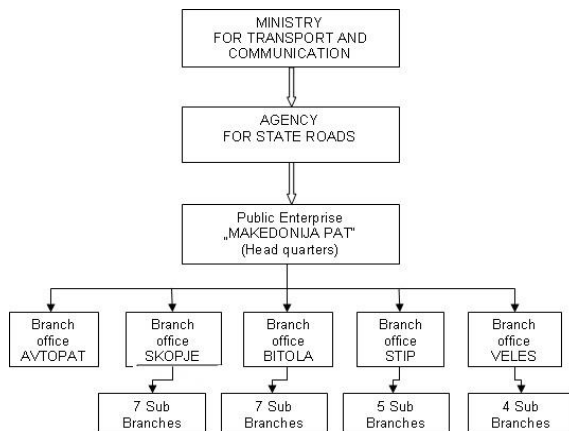 MINISTRY
FOR TRANSPORT AND
COMMUNICATION
AGENCY
FOR STATE ROADS
Public Enterprise
„MAKEDONIJA PAT"
(Head quarters)
Branch
office
AVTOPAT
Branch
office
SKOPJE
Branch
office
BITOLA
Branch
office
STIP
Branch
office
VELES
7 Sub
Branches
7 Sub
Branches
5 Sub
Branches
4 Sub
Branches